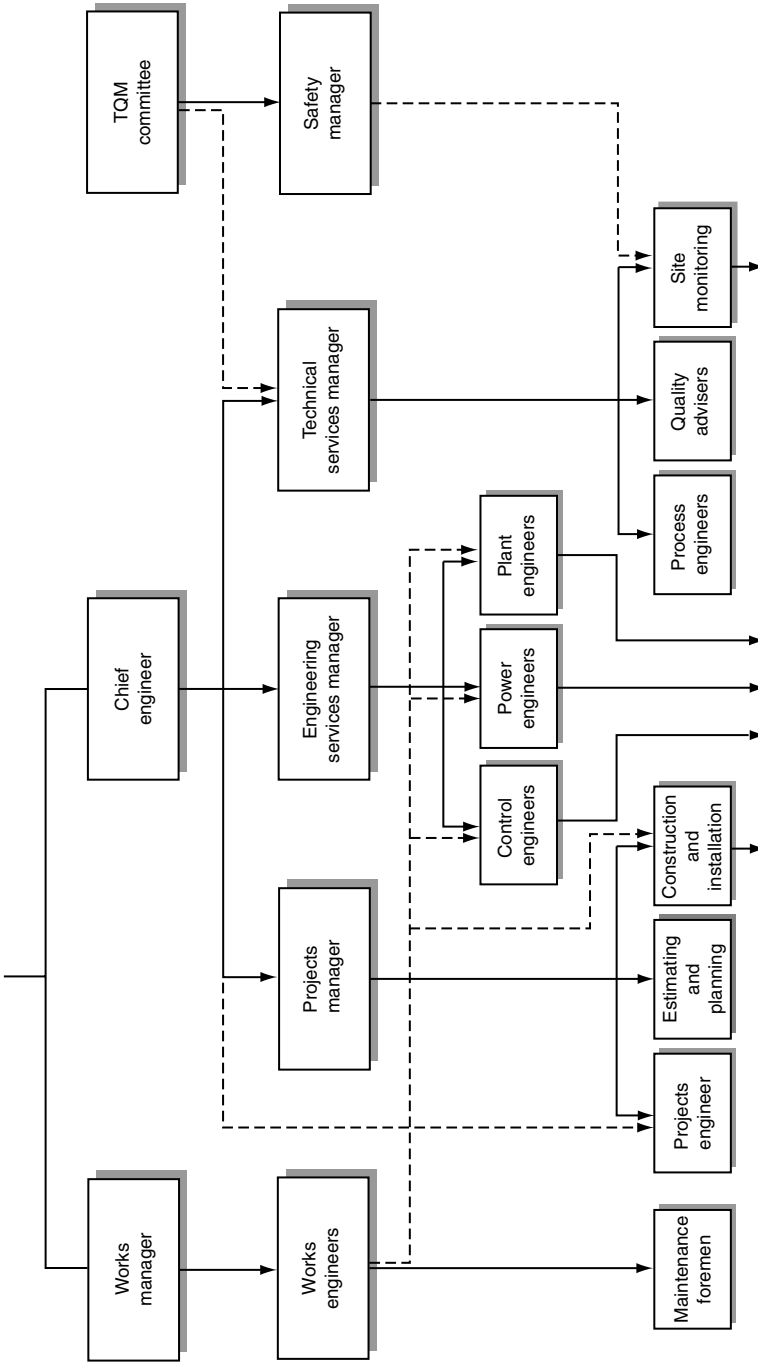 Works
manager
Chief
engineer
TQM
committee
Works
engineers
Projects
manager
Engineering
services manager
Technical
services manager
Safety
manager
Control
engineers
Power
engineers
Plant
engineers
Maintenance
foremen
Projects
engineer
Estimating
and
planning
Construction
and
installation
Process
engineers
Quality
advisers
Site
monitoring